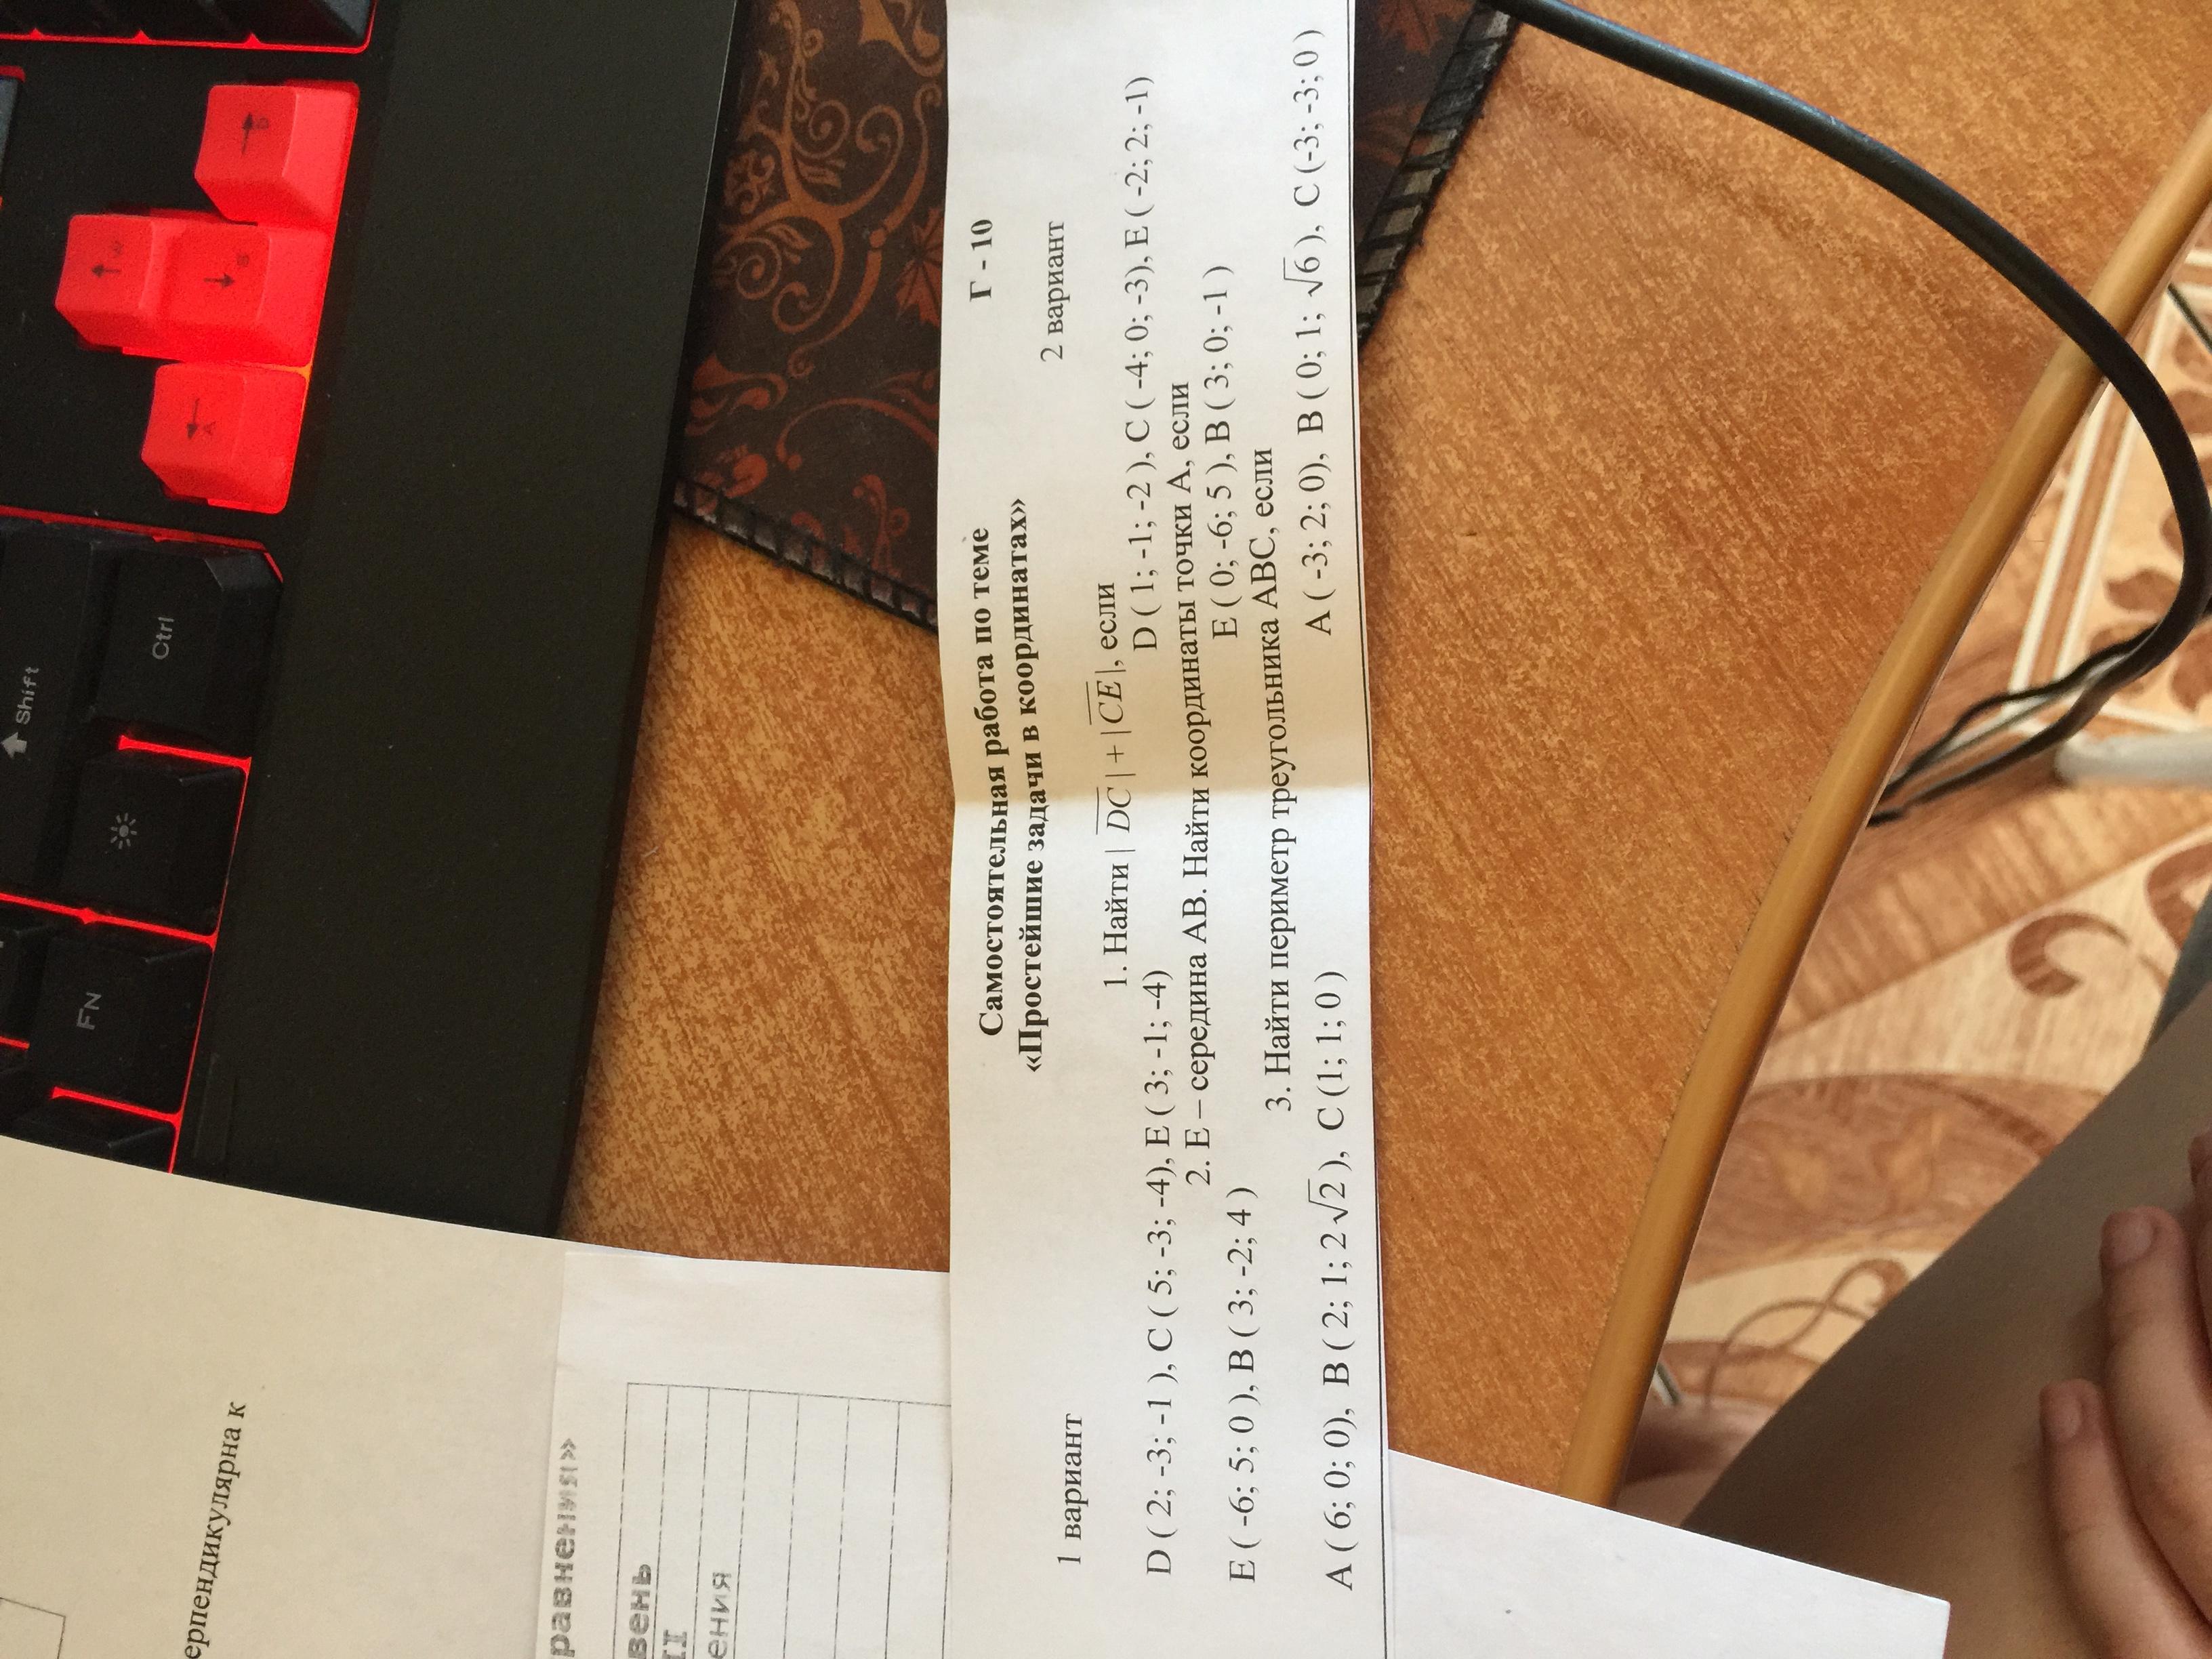 Самостоятельная работа по теме Г - 10
«Простейшие задачи в координатах»
1 вариант 2 вариант
1. Найти | DC | + | CE |, если
D ( 2; -3; -1 ), C ( 5; -3; -4), E ( 3; -1; -4) D ( 1; -1; -2 ), C ( -4; 0; -3), E ( -2; 2; -1)
2. E – середина AB. Найти координаты точки A, если
E ( -6; 5; 0 ), B ( 3; -2; 4 ) E ( 0; -6; 5 ), B ( 3; 0; -1 )
3. Найти периметр треугольника ABC, если
A ( 6; 0; 0), B ( 2; 1; 2√2 ), C (1; 1; 0 ) A ( -3; 2; 0), B ( 0; 1; √6 ), C (-3; -3; 0 )
ерпендикулярна к
равнения»
вень
II
ения
Shift
Ctrl
FN
A
W
S
D